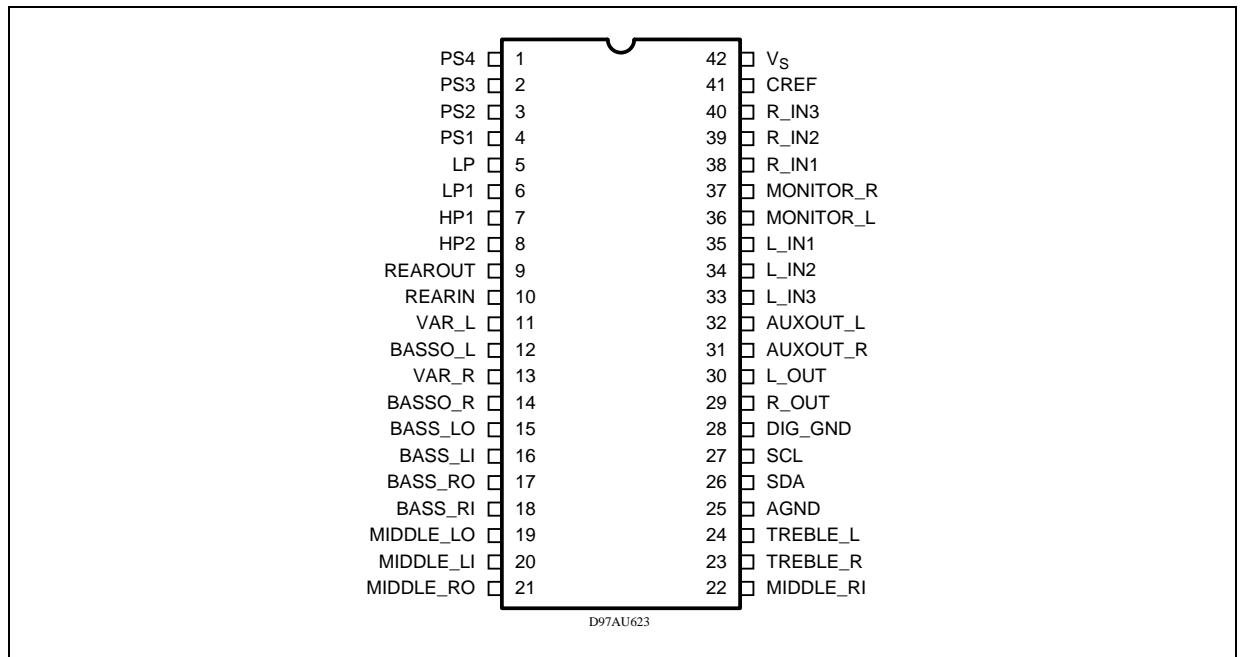 PS4 1 42 VS
PS3 2 41 CREF
PS2 3 40 R_IN3
PS1 4 39 R_IN2
LP 5 38 R_IN1
LP1 6 37 MONITOR_R
HP1 7 36 MONITOR_L
HP2 8 35 L_IN1
REAROUT 9 34 L_IN2
REARIN 10 33 L_IN3
VAR_L 11 32 AUXOUT_L
BASSO_L 12 31 AUXOUT_R
VAR_R 13 30 L_OUT
BASSO_R 14 29 R_OUT
BASS_LO 15 28 DIG_GND
BASS_LI 16 27 SCL
BASS_RO 17 26 SDA
BASS_RI 18 25 AGND
MIDDLE_LO 19 24 TREBLE_L
MIDDLE_LI 20 23 TREBLE_R
MIDDLE_RO 21 22 MIDDLE_RI
D97AU623